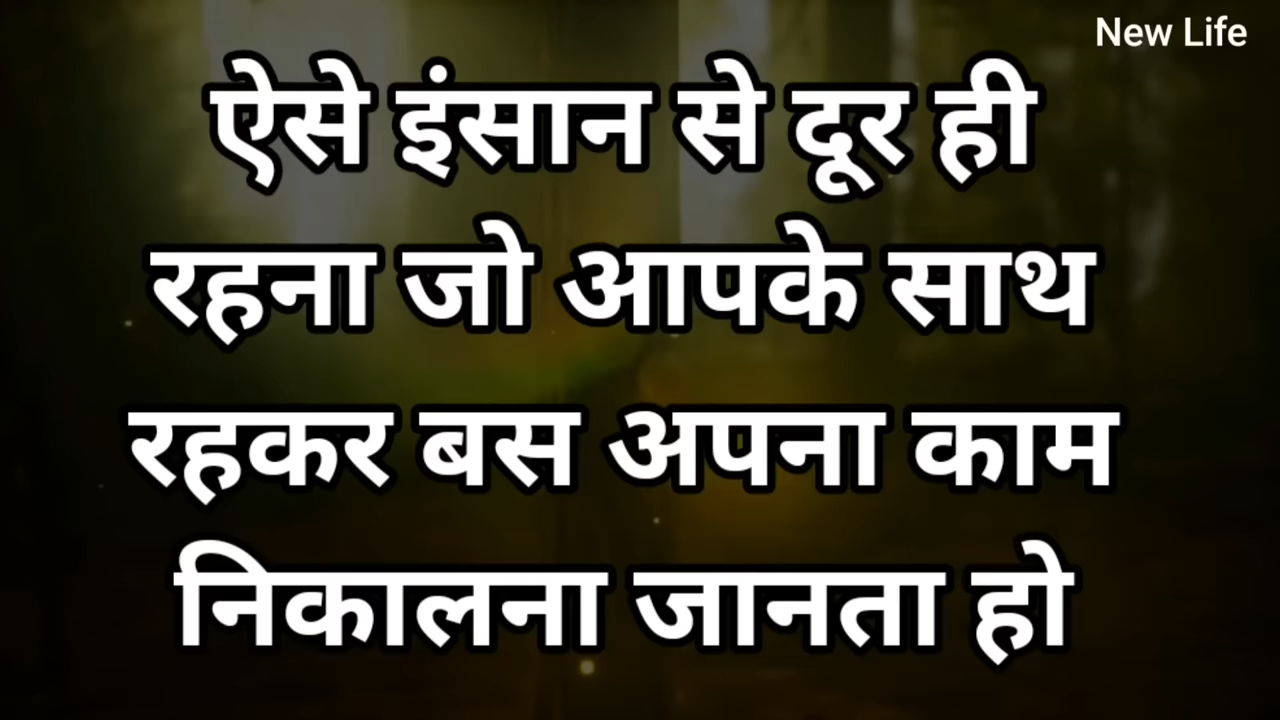 New Life
ऐसे इंसान से दूर ही
रहना जो आपके साथ
रहकर बस अपना काम
निकालना जानता हो